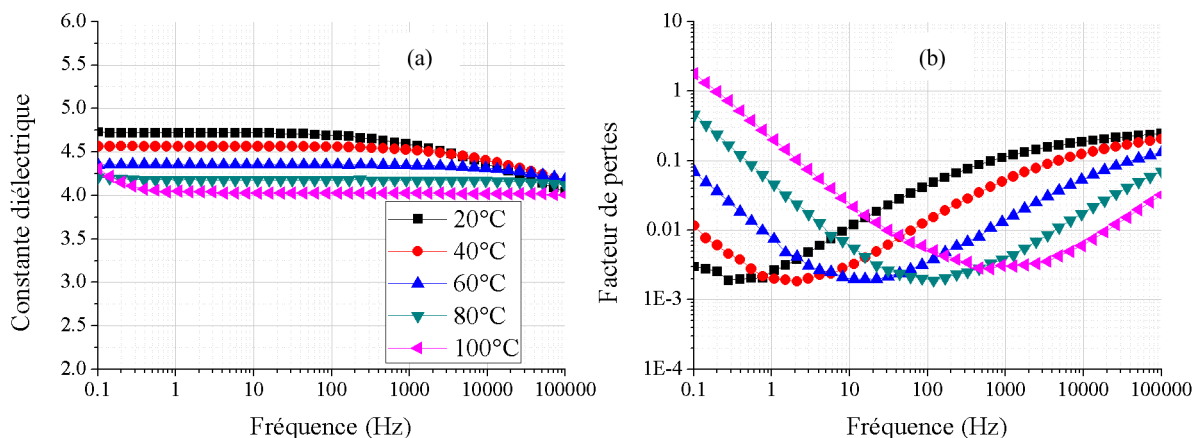 (a)
Constante diélectrique
6.0
5.5
5.0
4.5
4.0
3.5
3.0
2.5
2.0
20°C
40°C
60°C
80°C
100°C
0.1 1 10 100 1000 10000 100000
Fréquence (Hz)
(b)
Facteur de pertes
10
1
0.1
0.01
1E-3
1E-4
0.1 1 10 100 1000 10000 100000
Fréquence (Hz)